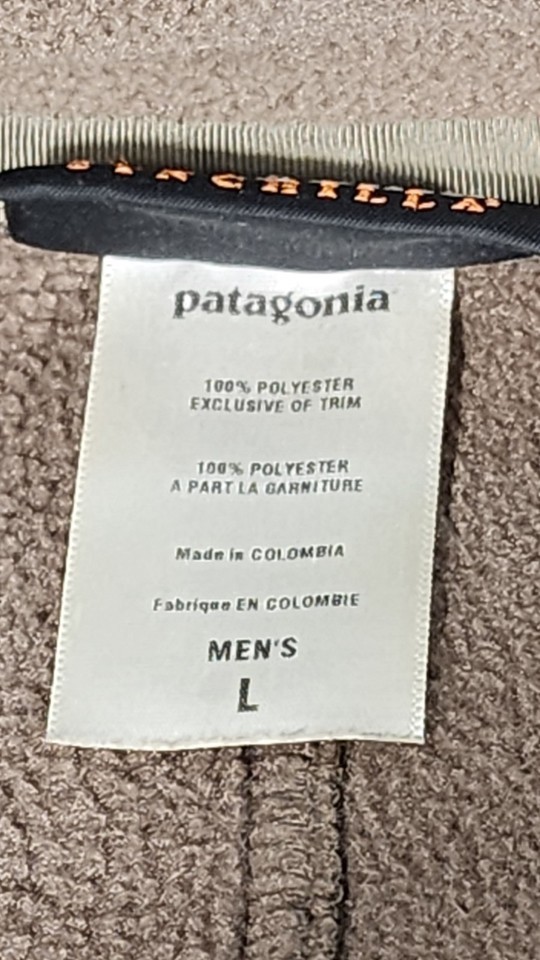 SYNCHILLA
patagonia
100% POLYESTER
EXCLUSIVE OF TRIM
100% POLYESTER
A PART LA GARNITURE
Made in COLOMBIA
Fabrique EN COLOMBIE
MEN'S
L